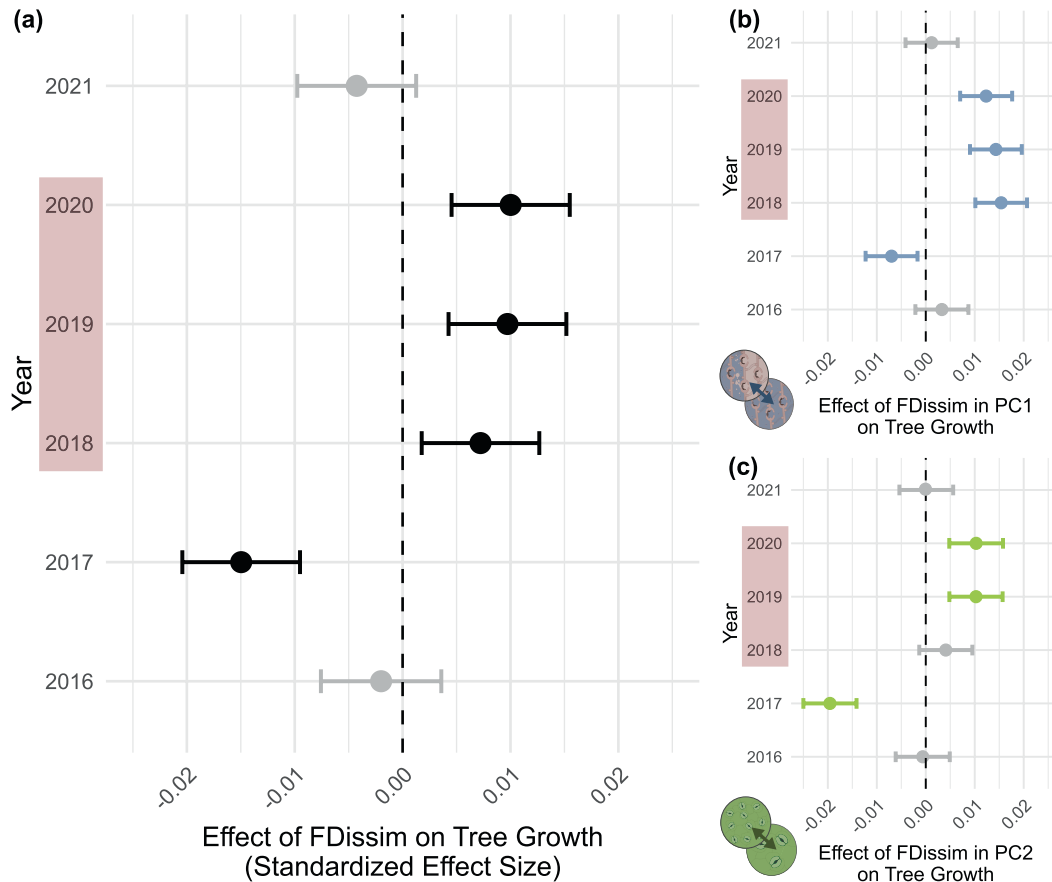 (a)
2021
2020
2019
2018
2017
2016
Year
-0.02
-0.01
0.00
0.01
0.02
Effect of FDissim on Tree Growth
(Standardized Effect Size)
(b)
2021
2020
2019
2018
2017
2016
Year
-0.02
-0.01
0.00
0.01
0.02
Effect of FDissim in PC1
on Tree Growth
(c)
2021
2020
2019
2018
2017
2016
Year
-0.02
-0.01
0.00
0.01
0.02
Effect of FDissim in PC2
on Tree Growth